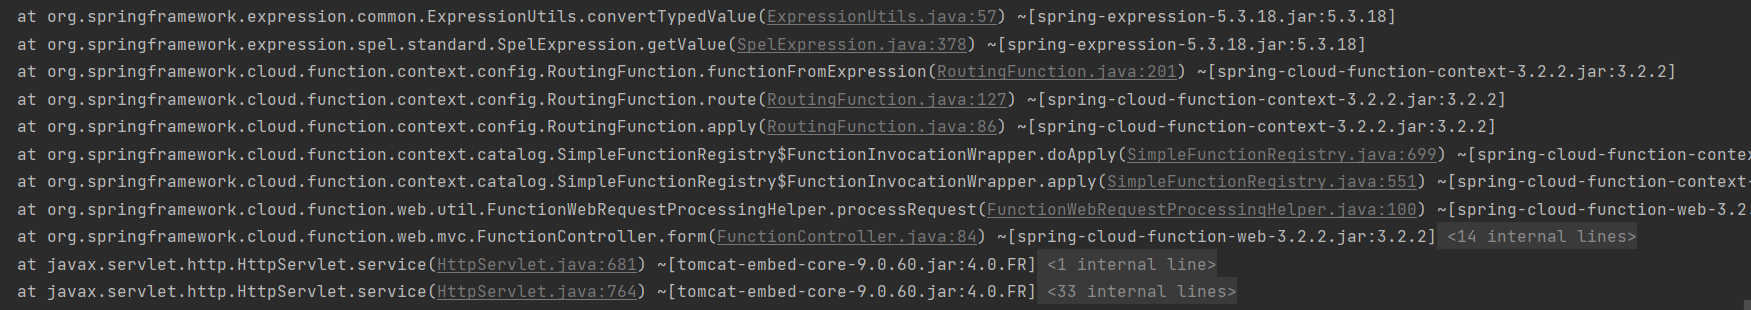 at org.springframework.expression.common.ExpressionUtils.convertTypedValue(ExpressionUtils.java:57) ~[spring-expression-5.3.18.jar:5.3.18]
at org.springframework.expression.spel.standard.SpelExpression.getValue(SpelExpression.java:378) ~[spring-expression-5.3.18.jar:5.3.18]
at org.springframework.cloud.function.context.config.RoutingFunction.functionFromExpression(RoutingFunction.java:201) ~[spring-cloud-function-context-3.2.2.jar:3.2.2]
at org.springframework.cloud.function.context.config.RoutingFunction.route(RoutingFunction.java:127) ~[spring-cloud-function-context-3.2.2.jar:3.2.2]
at org.springframework.cloud.function.context.config.RoutingFunction.apply(RoutingFunction.java:86) ~[spring-cloud-function-context-3.2.2.jar:3.2.2]
at org.springframework.cloud.function.context.catalog.SimpleFunctionRegistry$FunctionInvocationWrapper.doApply(SimpleFunctionRegistry.java:699) ~[spring-cloud-function-contex
at org.springframework.cloud.function.context.catalog.SimpleFunctionRegistry$FunctionInvocationWrapper.apply(SimpleFunctionRegistry.java:551) ~[spring-cloud-function-context-
at org.springframework.cloud.function.web.util.FunctionWebRequestProcessingHelper.processRequest(FunctionWebRequestProcessingHelper.java:100) ~[spring-cloud-function-web-3.2.
at org.springframework.cloud.function.web.mvc.FunctionController.form(FunctionController.java:84) ~[spring-cloud-function-web-3.2.2.jar:3.2.2] <14 internal lines>
at javax.servlet.http.HttpServlet.service(HttpServlet.java:681) ~[tomcat-embed-core-9.0.60.jar:4.0.FR] <1 internal line>
at javax.servlet.http.HttpServlet.service(HttpServlet.java:764) ~[tomcat-embed-core-9.0.60.jar:4.0.FR] <33 internal lines>